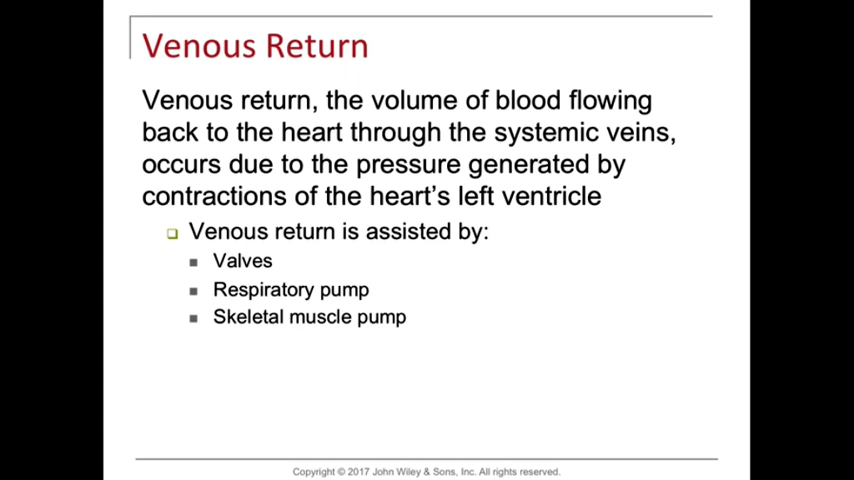 Venous Return
Venous return, the volume of blood flowing
back to the heart through the systemic veins,
occurs due to the pressure generated by
contractions of the heart's left ventricle
Venous return is assisted by:
Valves
Respiratory pump
Skeletal muscle pump
Copyright © 2017 John Wiley & Sons, Inc. All rights reserved.